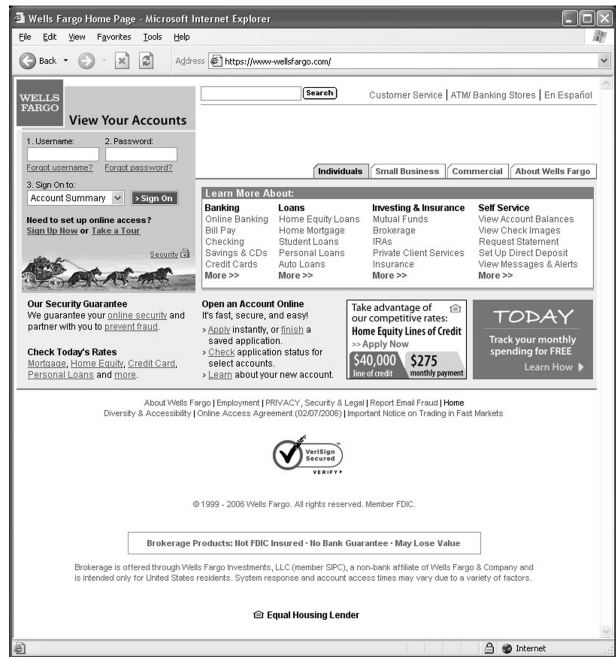 Wells Fargo Home Page - Microsoft Internet Explorer
File Edit View Favorites Tools Help
Back Address https://www-wellsfargo.com/
WELLS
FARGO
View Your Accounts
Search
Customer Service | ATM/ Banking Stores | En Español
1. Username: 2. Password:
Forgot username? Forgot password?
3. Sign On to:
Account Summary › Sign On
Need to set up online access?
Sign Up Now or Take a Tour
Security
Individuals Small Business Commercial About Wells Fargo
Learn More About:
Banking
Online Banking
Bill Pay
Checking
Savings & CDs
Credit Cards
More >>
Loans
Home Equity Loans
Home Mortgage
Student Loans
Personal Loans
Auto Loans
More >>
Investing & Insurance
Mutual Funds
Brokerage
IRAs
Private Client Services
Insurance
More >>
Self Service
View Account Balances
View Check Images
Request Statement
Set Up Direct Deposit
View Messages & Alerts
More >>
Our Security Guarantee
We guarantee your online security and
partner with you to prevent fraud.
Check Today's Rates
Mortgage, Home Equity, Credit Card,
Personal Loans and more.
Open an Account Online
It's fast, secure, and easy!
› Apply instantly, or finish a
saved application.
› Check application status for
select accounts.
› Learn about your new account.
Take advantage of
our competitive rates:
Home Equity Lines of Credit
>> Apply Now
$40,000 $275
line of credit monthly payment
TODAY
Track your monthly
spending for FREE
Learn How
About Wells Fargo | Employment | PRIVACY, Security & Legal | Report Email Fraud | Home
Diversity & Accessibility | Online Access Agreement (02/07/2006) | Important Notice on Trading in Fast Markets
VeriSign
Secured
VERIFY
© 1999 - 2006 Wells Fargo. All rights reserved. Member FDIC.
Brokerage Products: Not FDIC Insured · No Bank Guarantee · May Lose Value
Brokerage is offered through Wells Fargo Investments, LLC (member SIPC), a non-bank affiliate of Wells Fargo & Company and
is intended only for United States residents. System response and account access times may vary due to a variety of factors.
Equal Housing Lender
Internet